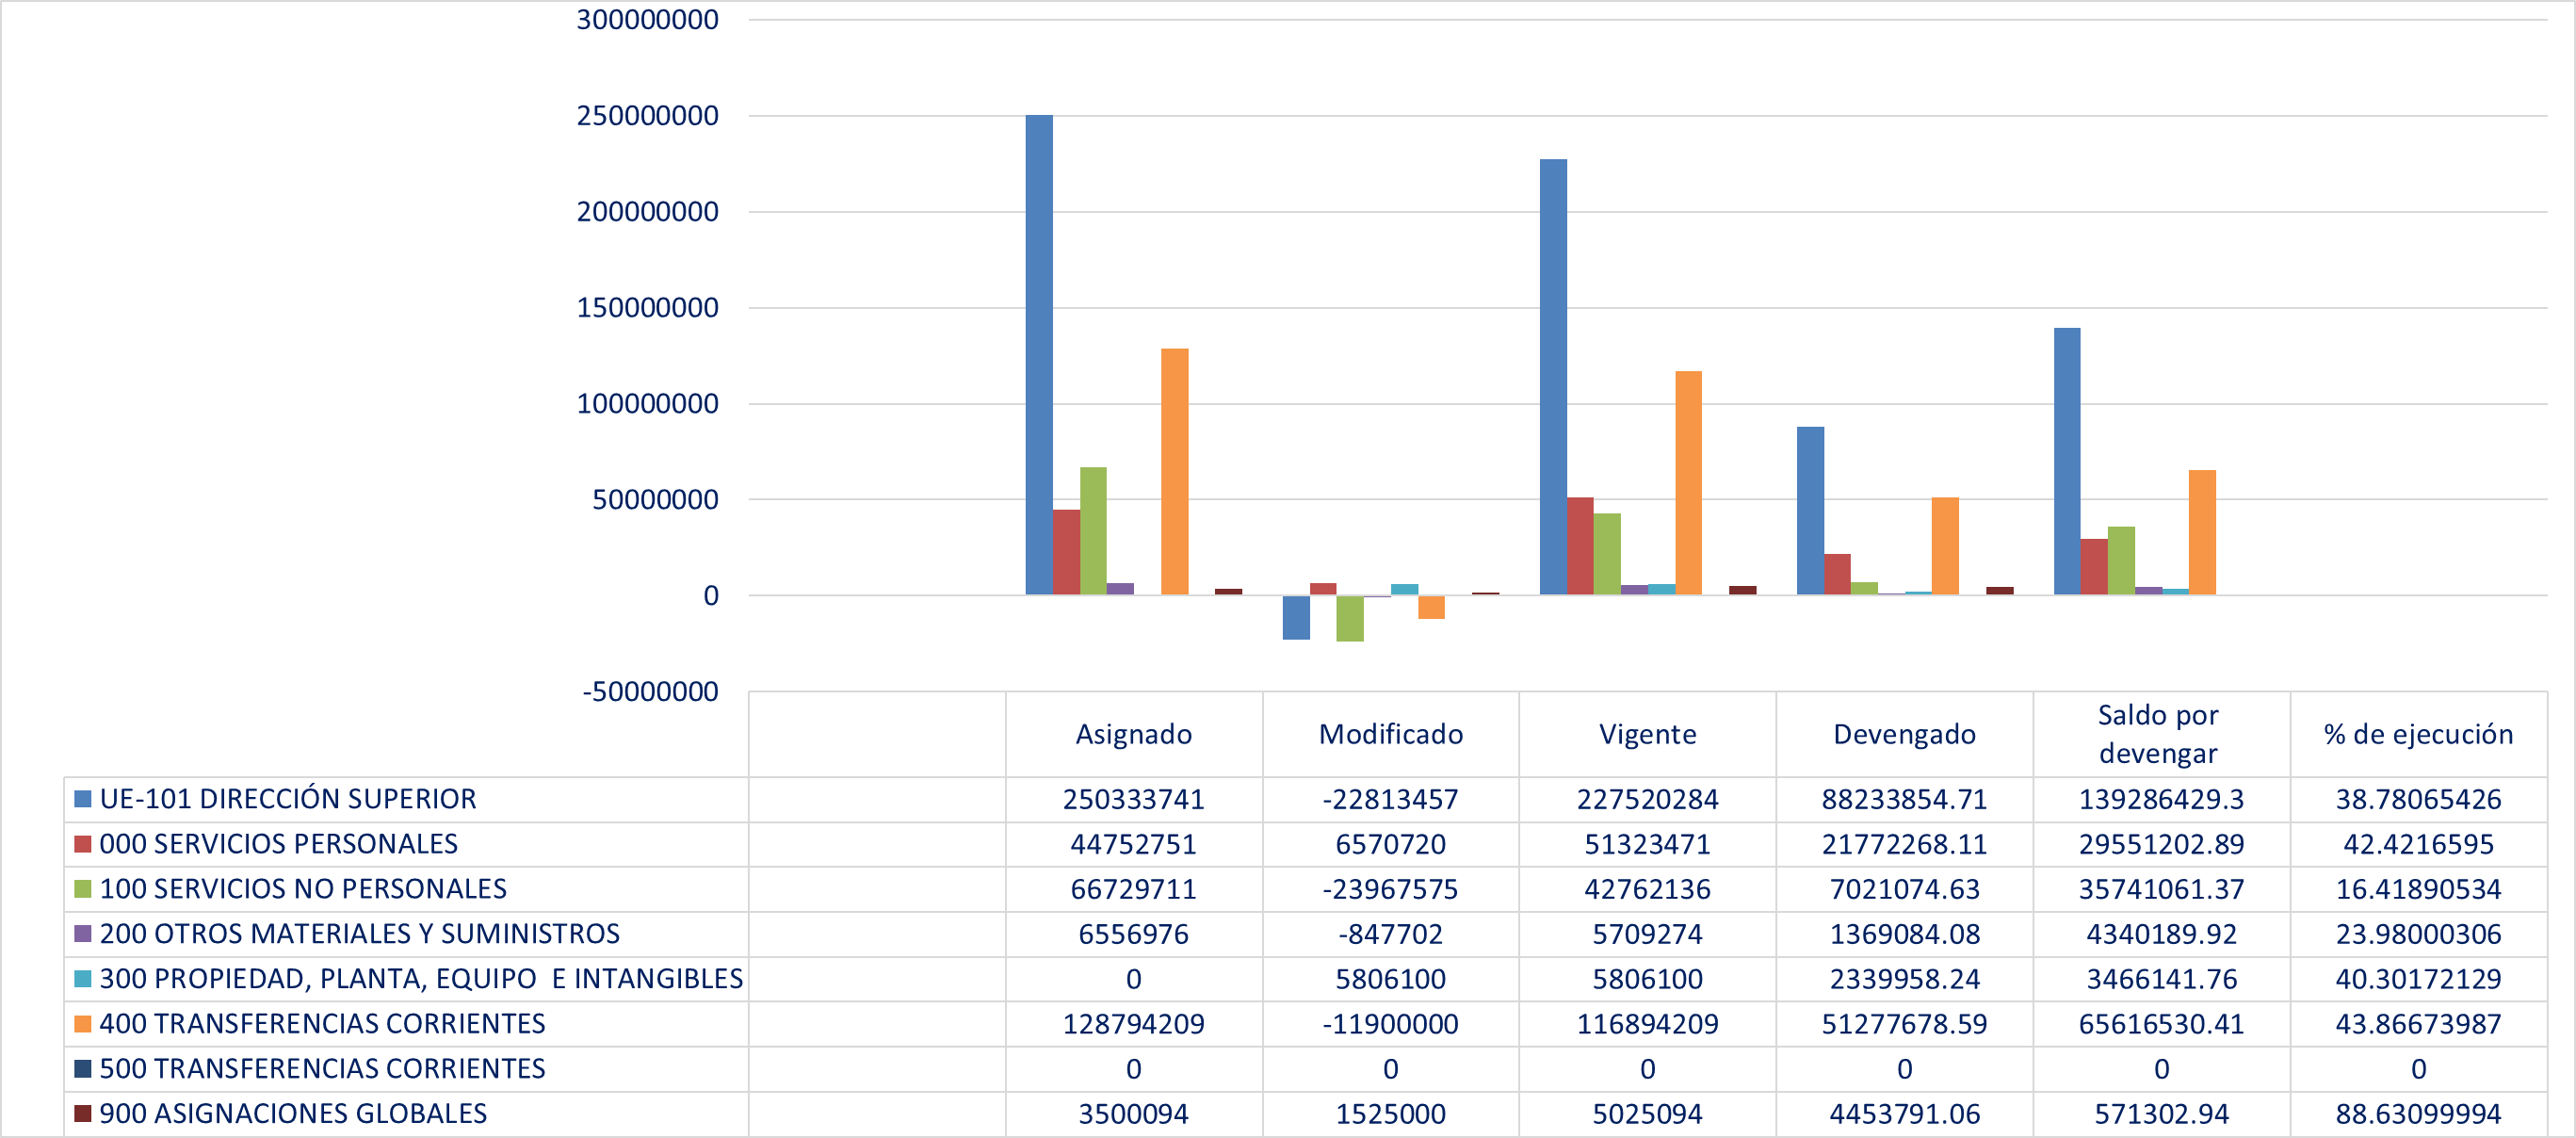 300000000
250000000
200000000
150000000
100000000
50000000
0
-50000000
Asignado Modificado Vigente Devengado Saldo por devengar % de ejecución
UE-101 DIRECCIÓN SUPERIOR 250333741 -22813457 227520284 88233854.71 139286429.3 38.78065426
000 SERVICIOS PERSONALES 44752751 6570720 51323471 21772268.11 29551202.89 42.4216595
100 SERVICIOS NO PERSONALES 66729711 -23967575 42762136 7021074.63 35741061.37 16.41890534
200 OTROS MATERIALES Y SUMINISTROS 6556976 -847702 5709274 1369084.08 4340189.92 23.98000306
300 PROPIEDAD, PLANTA, EQUIPO E INTANGIBLES 0 5806100 5806100 2339958.24 3466141.76 40.30172129
400 TRANSFERENCIAS CORRIENTES 128794209 -11900000 116894209 51277678.59 65616530.41 43.86673987
500 TRANSFERENCIAS CORRIENTES 0 0 0 0 0 0
900 ASIGNACIONES GLOBALES 3500094 1525000 5025094 4453791.06 571302.94 88.63099994